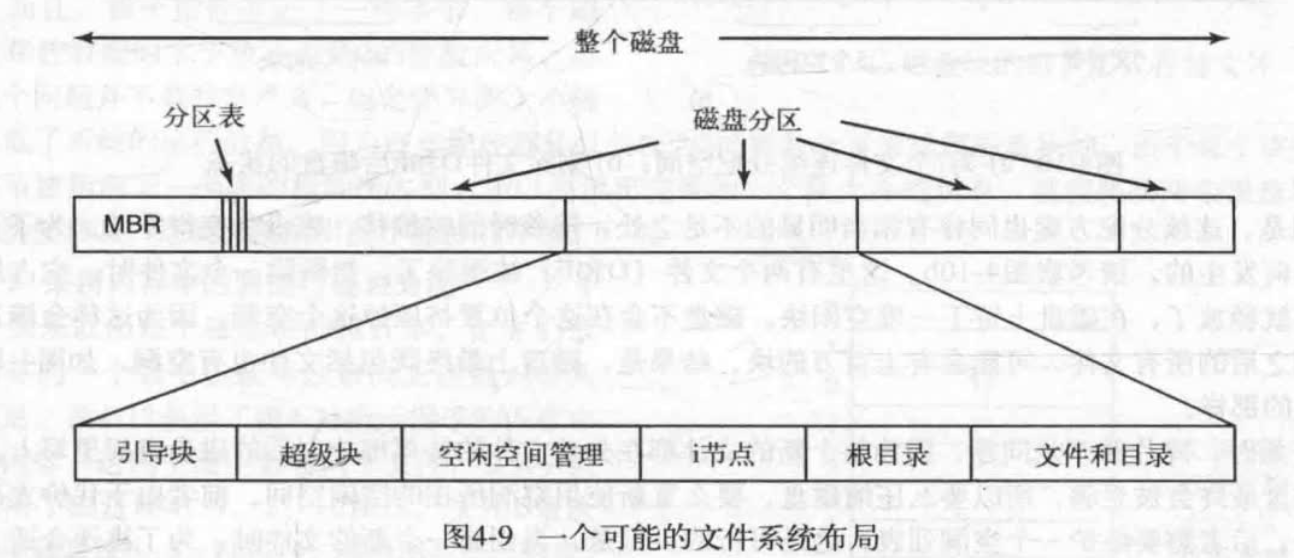 整个磁盘
分区表
磁盘分区
MBR
引导块 超级块 空闲空间管理 i节点 根目录 文件和目录
图4-9 一个可能的文件系统布局